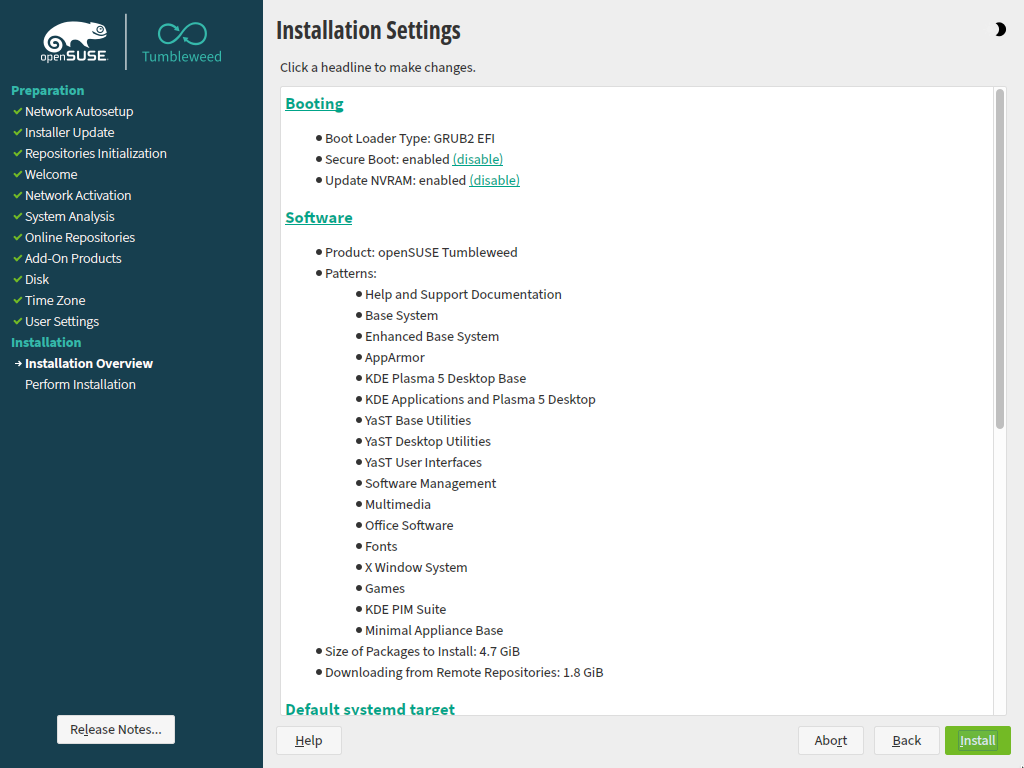 openSUSE
Tumbleweed
Preparation
Network Autosetup
Installer Update
Repositories Initialization
Welcome
Network Activation
System Analysis
Online Repositories
Add-On Products
Disk
Time Zone
User Settings
Installation
Installation Overview
Perform Installation
Release Notes...
Installation Settings
Click a headline to make changes.
Booting
Boot Loader Type: GRUB2 EFI
Secure Boot: enabled (disable)
Update NVRAM: enabled (disable)
Software
Product: openSUSE Tumbleweed
Patterns:
Help and Support Documentation
Base System
Enhanced Base System
AppArmor
KDE Plasma 5 Desktop Base
KDE Applications and Plasma 5 Desktop
YaST Base Utilities
YaST Desktop Utilities
YaST User Interfaces
Software Management
Multimedia
Office Software
Fonts
X Window System
Games
KDE PIM Suite
Minimal Appliance Base
Size of Packages to Install: 4.7 GiB
Downloading from Remote Repositories: 1.8 GiB
Default systemd target
Help
Abort
Back
Install